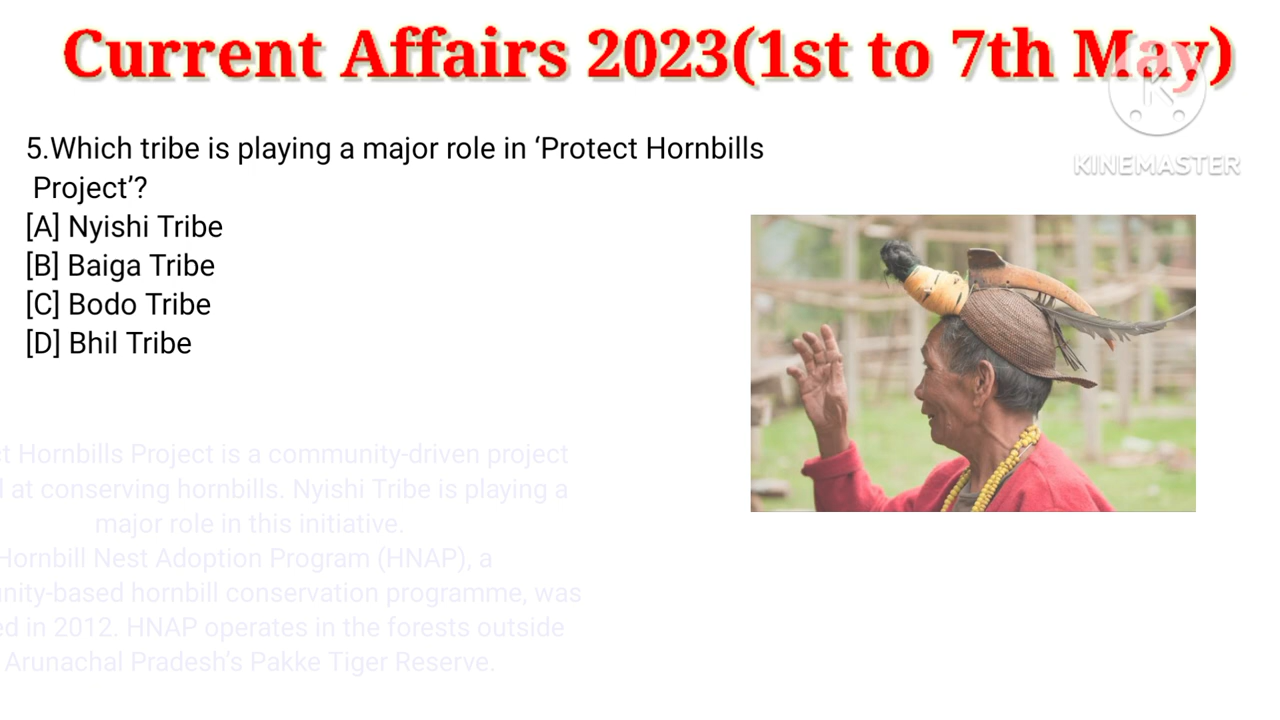 Current Affairs 2023(1st to 7th May)
KINEMASTER
5.Which tribe is playing a major role in ‘Protect Hornbills
Project’?
[A] Nyishi Tribe
[B] Baiga Tribe
[C] Bodo Tribe
[D] Bhil Tribe
Hornbills Project is a community-driven project
at conserving hornbills. Nyishi Tribe is playing a
major role in this initiative.
Hornbill Nest Adoption Program (HNAP), a
hornbill conservation programme, was
in 2012. HNAP operates in the forests outside
Arunachal Pradesh’s Pakke Tiger Reserve.